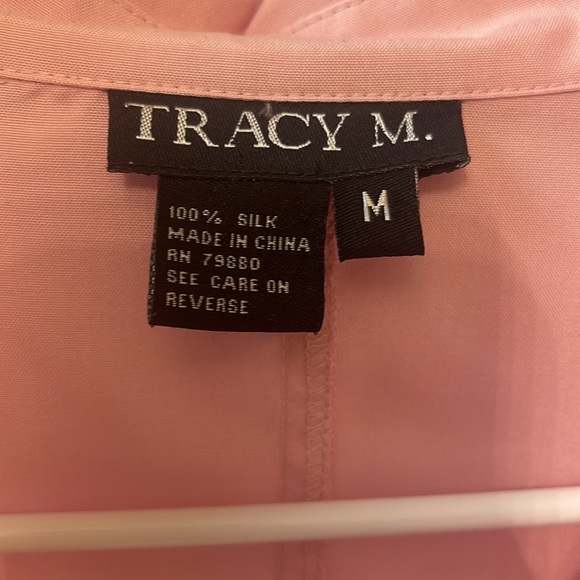 TRACY M.
M
100% SILK
MADE IN CHINA
RN 79880
SEE CARE ON
REVERSE